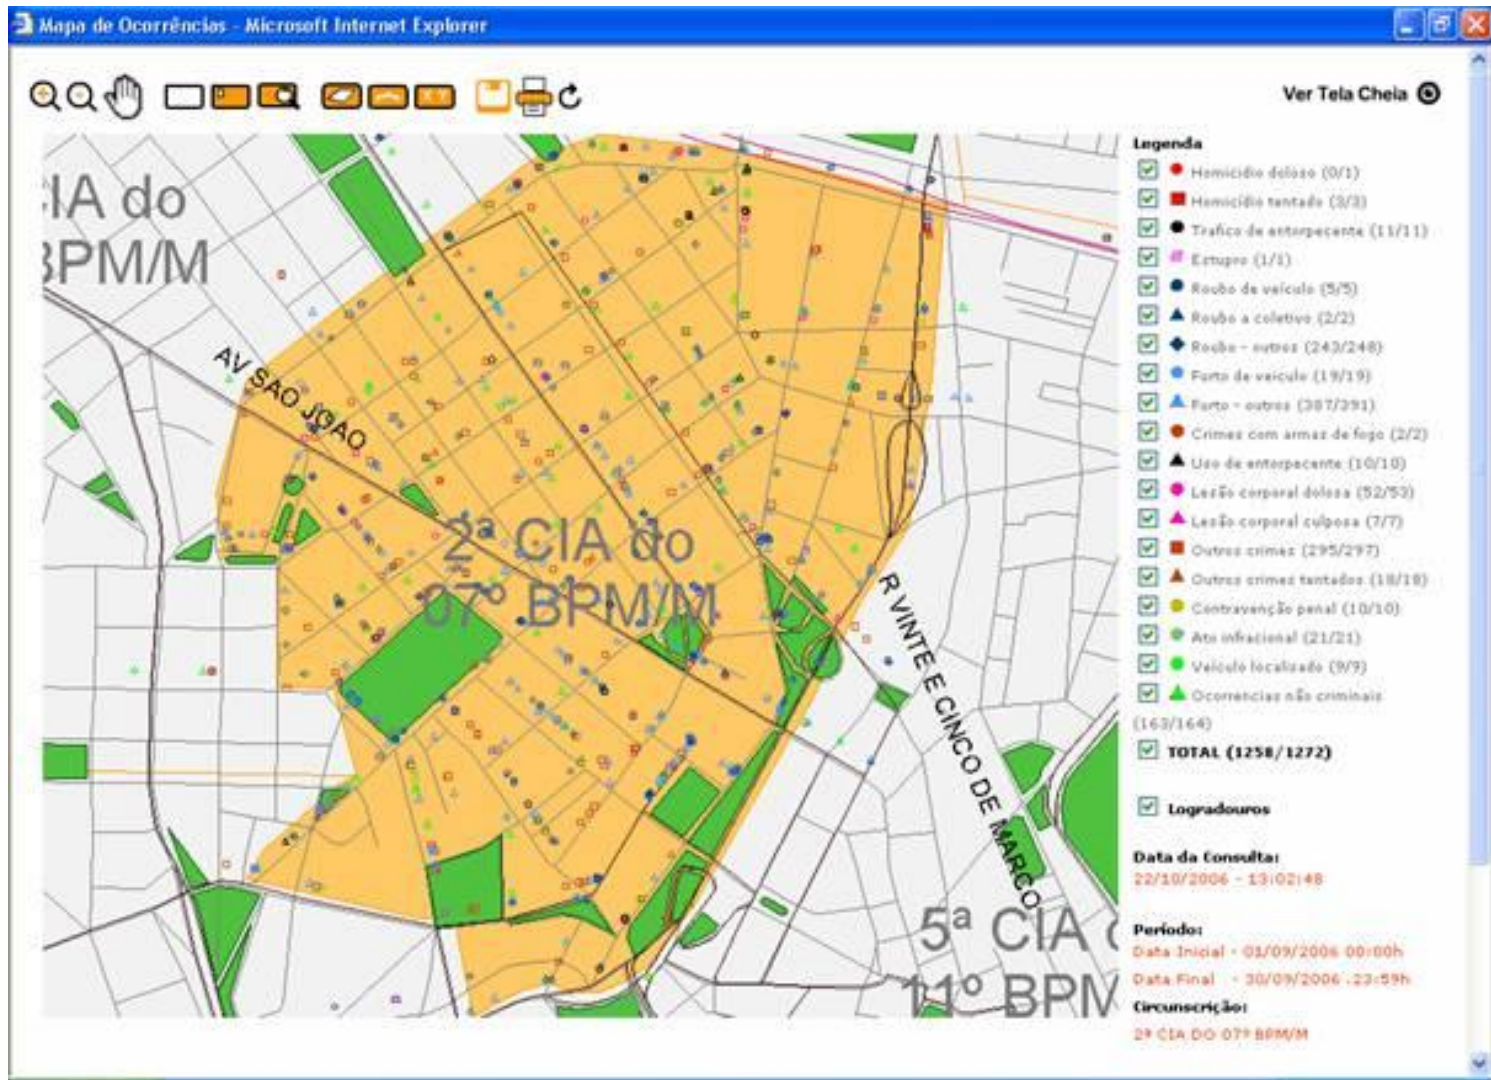 Mapa de Ocorrências - Microsoft Internet Explorer
Ver Tela Cheia
IA do
BPM/M
AV SAO JOAO
2ª CIA do
07º BPM/M
R VINTE E CINCO DE MARCO
5ª CIA
11º BPM
Legenda
Homicídio doloso (0/1)
Homicídio tentado (3/3)
Trafico de entorpecente (11/11)
Estupro (1/1)
Roubo de veículo (5/5)
Roubo a coletivo (2/2)
Roubo - outros (243/248)
Furto de veiculo (19/19)
Furto - outros (387/391)
Crimes com armas de fogo (2/2)
Uso de entorpecente (10/10)
Lesão corporal dolosa (52/53)
Lesão corporal culposa (7/7)
Outros crimes (295/297)
Outros crimes tentados (18/18)
Contravenção penal (10/10)
Ato infracional (21/21)
Veículo localizado (9/9)
Ocorrencias não criminais
(163/164)
TOTAL (1258/1272)
Logradouros
Data da Consulta:
22/10/2006 - 13:02:48
Período:
Data Inicial - 01/09/2006 00:00h
Data Final - 30/09/2006 .23:59h
Circunscrição:
2ª CIA DO 07º BPM/M